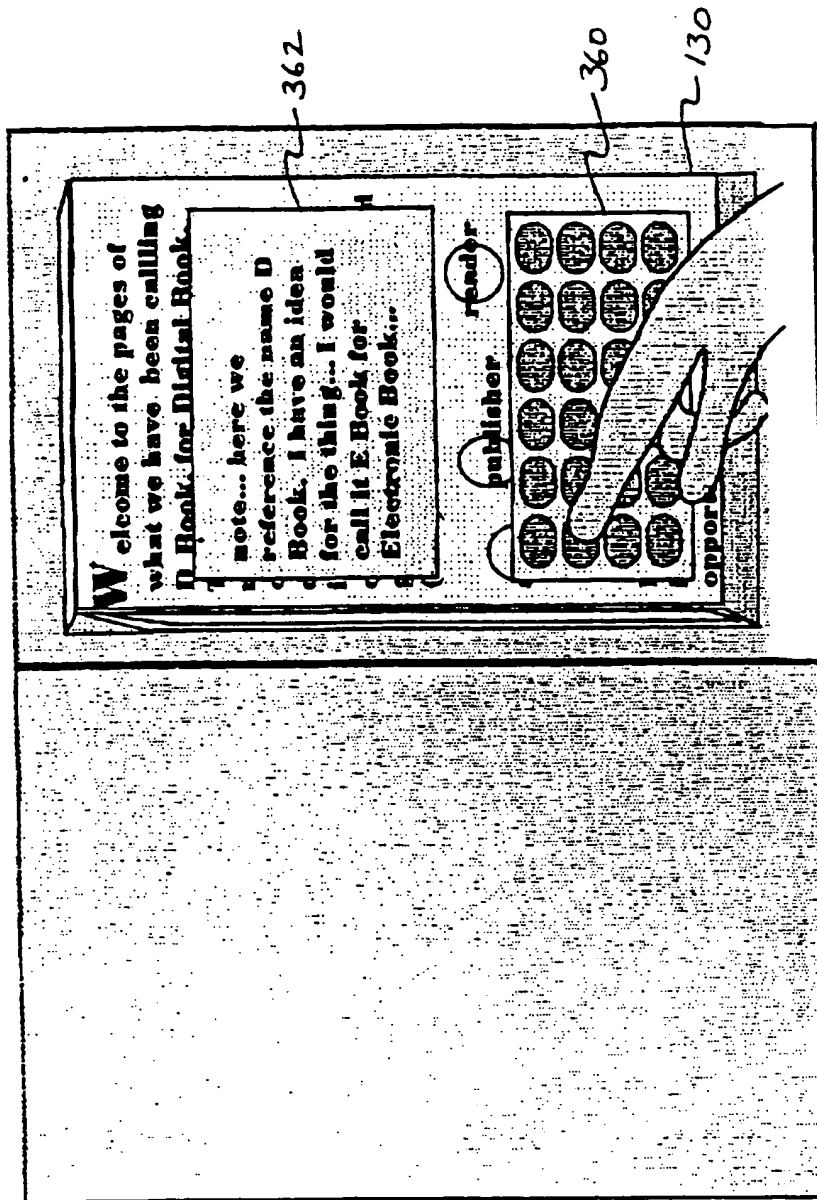 Welcome to the pages of
what we have been callling
D Book, for Digital Book.
note... here we
reference the name D
Book. I have an idea
for the thing... I would
call it E Book for
Electronic Book...
publisher
reader
oppor
362
360
130